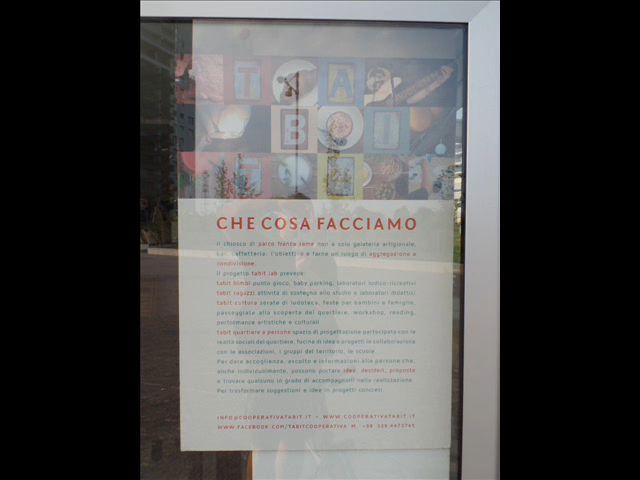 TA
BOI
CHE COSA FACCIAMO
Il chiosco di parco franca rame non è solo gelateria artigianale,
bar, caffetteria: l'obiettivo è farne un luogo di aggregazione e
condivisione.
Il progetto tabit lab prevede:
tabit bimbi punto gioco, baby parking, laboratori ludico-ricreativi
tabit ragazzi attività di sostegno allo studio e laboratori didattici
tabit cultura serate di ludoteca, feste per bambini e famiglie,
passeggiate alla scoperta del quartiere, workshop, reading,
performance artistiche e culturali
tabit quartiere e persone spazio di progettazione partecipata con le
realtà sociali del quartiere, fucina di idee e progetti in collaborazione
con le associazioni, i gruppi del territorio, le scuole.
Per dare accoglienza, ascolto e informazioni alle persone che,
anche individualmente, possono portare idee, desideri, proposte
e trovare qualcuno in grado di accompagnarli nella realizzazione.
Per trasformare suggestioni e idee in progetti concreti.
INFO@COOPERATIVATABIT.IT - WWW.COOPERATIVATABIT.IT
WWW.FACEBOOK.COM/TABITCOOPERATIVA M. +39